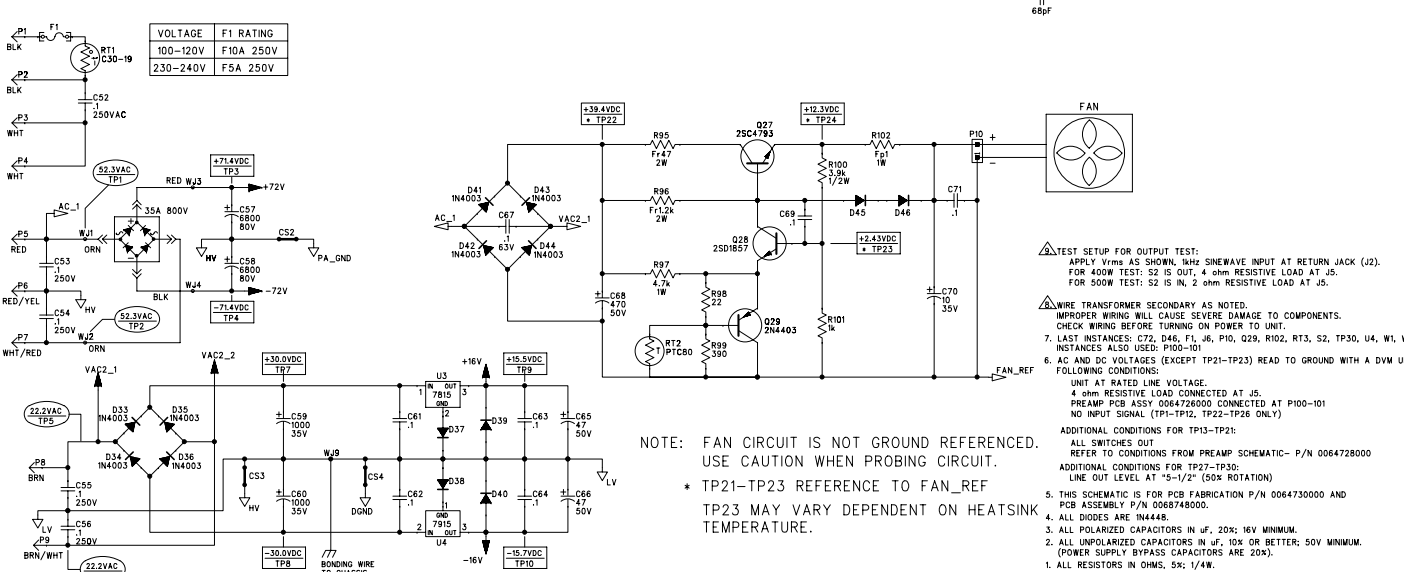 68pF
P1
BLK
F1
RT1
C30-19
P2
BLK
C52
.1
250VAC
P3
WHT
P4
WHT
VOLTAGE F1 RATING
100-120V F10A 250V
230-240V F5A 250V
52.3VAC
TP1
RED WJ3
+71.4VDC
TP3
+72V
AC_1
35A 800V
C57
6800
80V
P5
RED
WJ1
ORN
CS2
HV
PA_GND
C53
.1
250V
C58
6800
80V
P6
RED/YEL
HV
BLK
WJ4
-72V
C54
.1
250V
52.3VAC
TP2
-71.4VDC
TP4
P7
WHT/RED
WJ2
ORN
VAC2_1
VAC2_2
+30.0VDC
TP7
+16V
+15.5VDC
TP9
22.2VAC
TP5
D33
1N4003
D35
1N4003
D34
1N4003
D36
1N4003
C59
1000
35V
C61
.1
U3
1 IN OUT 3
7815
GND
2
D37
D39
C63
.1
C65
47
50V
P8
BRN
C55
.1
250V
CS3
HV
WJ9
CS4
DGND
LV
C60
1000
35V
C62
.1
D38
D40
C64
.1
C66
47
50V
1
GND
7915
2 IN OUT 3
U4
LV
C56
.1
250V
P9
BRN/WHT
22.2VAC
-30.0VDC
TP8
BONDING WIRE
-16V
-15.7VDC
TP10
+39.4VDC
* TP22
Q27
2SC4793
+12.3VDC
* TP24
FAN
R95
Fr47
2W
R102
Fp1
1W
P10
+
-
R100
3.9k
1/2W
D41
1N4003
D43
1N4003
R96
Fr1.2k
2W
C69
.1
D45
D46
C71
.1
AC_1
C67
.1
63V
VAC2_1
Q28
2SD1857
+2.43VDC
* TP23
D42
1N4003
D44
1N4003
R97
4.7k
1W
C68
470
50V
R98
22
C70
10
35V
Q29
2N4403
R101
1k
RT2
PTC80
R99
390
FAN_REF
NOTE: FAN CIRCUIT IS NOT GROUND REFERENCED.
USE CAUTION WHEN PROBING CIRCUIT.
* TP21-TP23 REFERENCE TO FAN_REF
TP23 MAY VARY DEPENDENT ON HEATSINK
TEMPERATURE.
9. TEST SETUP FOR OUTPUT TEST:
APPLY Vrms AS SHOWN, 1kHz SINEWAVE INPUT AT RETURN JACK (J2).
FOR 400W TEST: S2 IS OUT, 4 ohm RESISTIVE LOAD AT J5.
FOR 500W TEST: S2 IS IN, 2 ohm RESISTIVE LOAD AT J5.
8. WIRE TRANSFORMER SECONDARY AS NOTED.
IMPROPER WIRING WILL CAUSE SEVERE DAMAGE TO COMPONENTS.
CHECK WIRING BEFORE TURNING ON POWER TO UNIT.
7. LAST INSTANCES: C72, D46, F1, J6, P10, Q29, R102, RT3, S2, TP30, U4, W1,
INSTANCES ALSO USED: P100-101
6. AC AND DC VOLTAGES (EXCEPT TP21-TP23) READ TO GROUND WITH A DVM U
FOLLOWING CONDITIONS:
UNIT AT RATED LINE VOLTAGE.
4 ohm RESISTIVE LOAD CONNECTED AT J5.
PREAMP PCB ASSY 0064726000 CONNECTED AT P100-101
NO INPUT SIGNAL (TP1-TP12, TP22-TP26 ONLY)
ADDITIONAL CONDITIONS FOR TP13-TP21:
ALL SWITCHES OUT
REFER TO CONDITIONS FROM PREAMP SCHEMATIC- P/N 0064728000
ADDITIONAL CONDITIONS FOR TP27-TP30:
LINE OUT LEVEL AT "5-1/2" (50% ROTATION)
5. THIS SCHEMATIC IS FOR PCB FABRICATION P/N 0064730000 AND
PCB ASSEMBLY P/N 0068748000.
4. ALL DIODES ARE 1N4448.
3. ALL POLARIZED CAPACITORS IN uF, 20%; 16V MINIMUM.
2. ALL UNPOLARIZED CAPACITORS IN uF, 10% OR BETTER; 50V MINIMUM.
(POWER SUPPLY BYPASS CAPACITORS ARE 20%).
1. ALL RESISTORS IN OHMS, 5%; 1/4W.